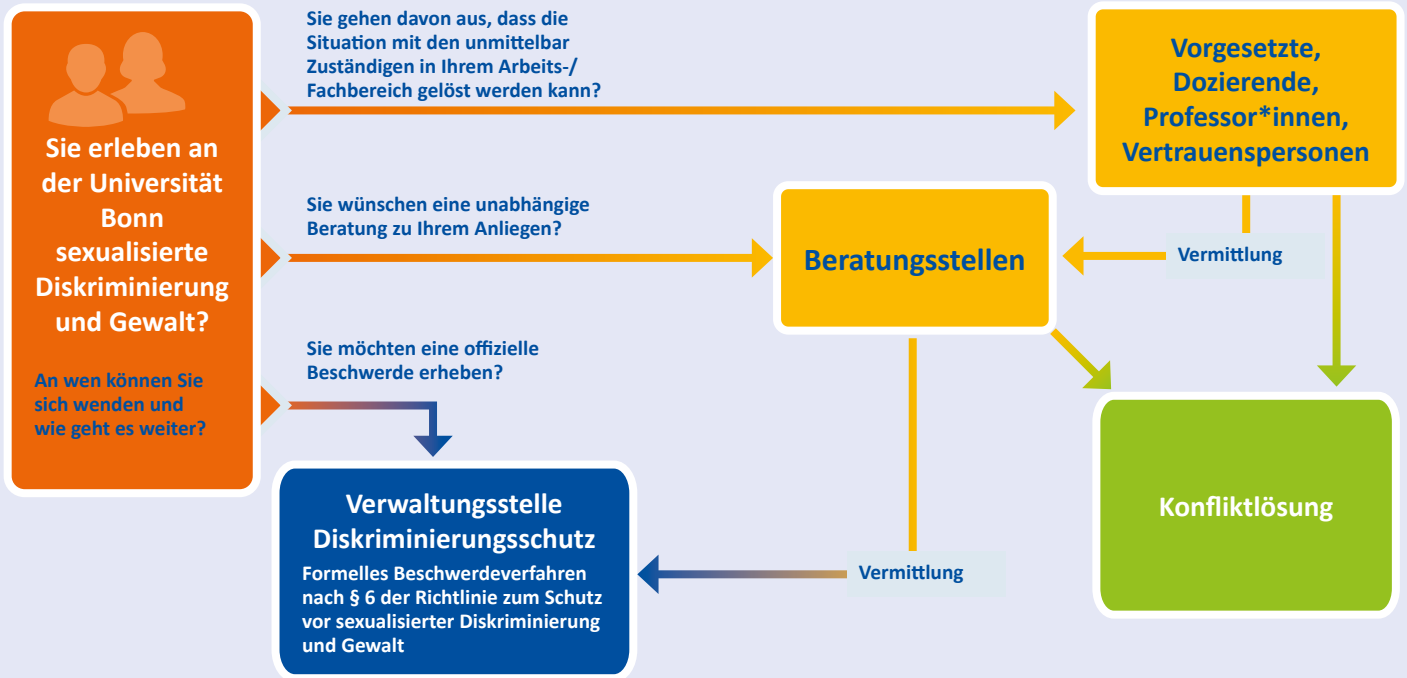 Sie erleben an
der Universität
Bonn
sexualisierte
Diskriminierung
und Gewalt?
An wen können Sie
sich wenden und
wie geht es weiter?
Sie gehen davon aus, dass die
Situation mit den unmittelbar
Zuständigen in Ihrem Arbeits-/
Fachbereich gelöst werden kann?
Vorgesetzte,
Dozierende,
Professor*innen,
Vertrauenspersonen
Sie wünschen eine unabhängige
Beratung zu Ihrem Anliegen?
Beratungsstellen
Vermittlung
Sie möchten eine offizielle
Beschwerde erheben?
Verwaltungsstelle
Diskriminierungsschutz
Formelles Beschwerdeverfahren
nach § 6 der Richtlinie zum Schutz
vor sexualisierter Diskriminierung
und Gewalt
Vermittlung
Konfliktlösung